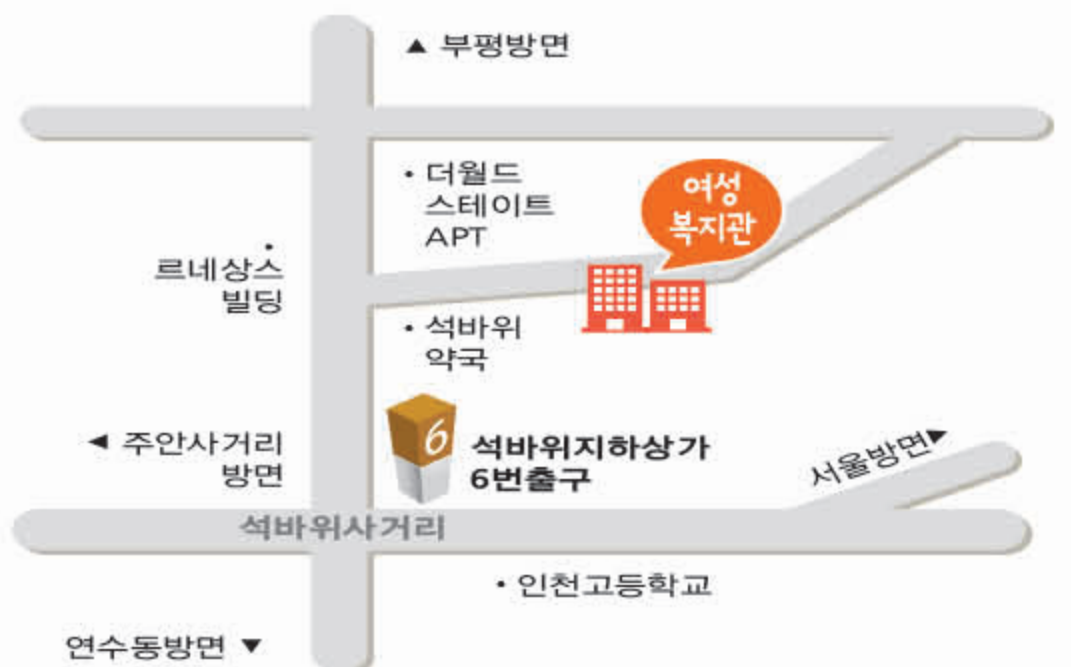 ▲ 부평방면
• 더월드
스테이트
APT
여성
복지관
르네상스
빌딩
• 석바위
약국
◀ 주안사거리
방면
6
석바위지하상가
6번출구
서울방면▶
석바위사거리
• 인천고등학교
연수동방면 ▼